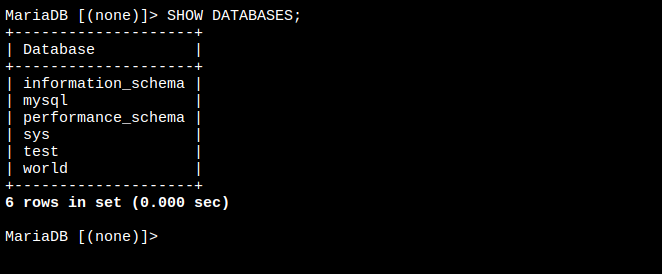 MariaDB [(none)]> SHOW DATABASES;
+--------------------+
| Database           |
+--------------------+
| information_schema |
| mysql              |
| performance_schema |
| sys                |
| test               |
| world              |
+--------------------+
6 rows in set (0.000 sec)
MariaDB [(none)]>